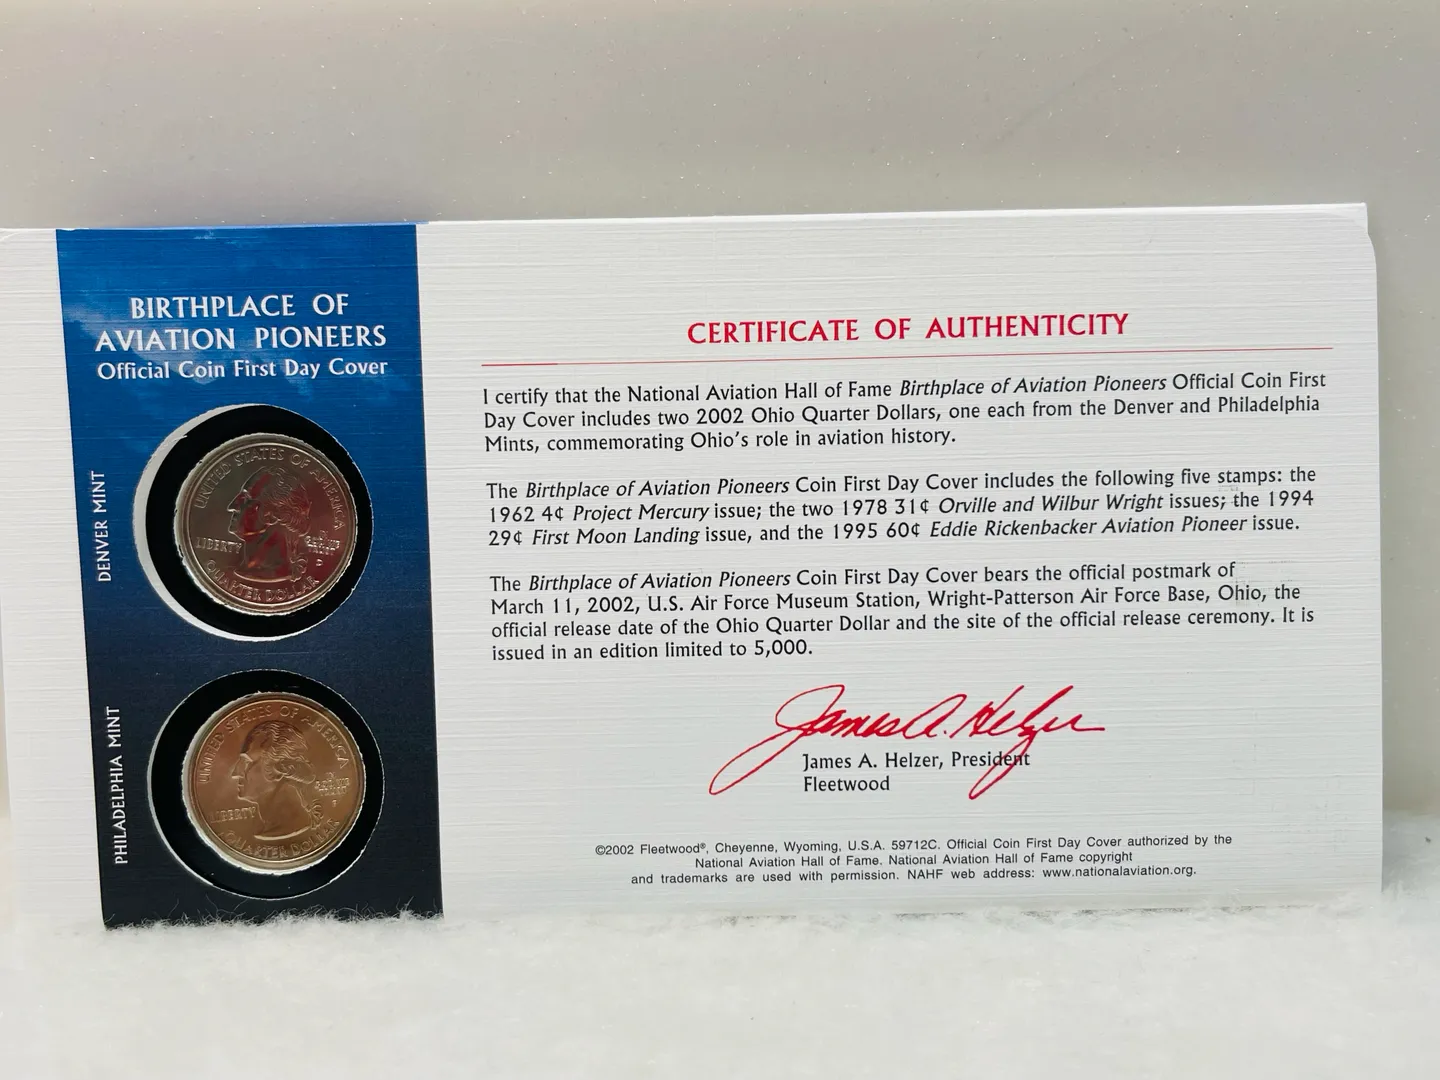 BIRTHPLACE OF
AVIATION PIONEERS
Official Coin First Day Cover
DENVER MINT
UNITED STATES OF AMERICA
LIBERTY
IN
GOD WE
TRUST
D
QUARTER DOLLAR
PHILADELPHIA MINT
UNITED STATES OF AMERICA
LIBERTY
IN
GOD WE
TRUST
P
QUARTER DOLLAR
CERTIFICATE OF AUTHENTICITY
I certify that the National Aviation Hall of Fame Birthplace of Aviation Pioneers Official Coin First
Day Cover includes two 2002 Ohio Quarter Dollars, one each from the Denver and Philadelphia
Mints, commemorating Ohio's role in aviation history.
The Birthplace of Aviation Pioneers Coin First Day Cover includes the following five stamps: the
1962 4¢ Project Mercury issue; the two 1978 31¢ Orville and Wilbur Wright issues; the 1994
29¢ First Moon Landing issue, and the 1995 60¢ Eddie Rickenbacker Aviation Pioneer issue.
The Birthplace of Aviation Pioneers Coin First Day Cover bears the official postmark of
March 11, 2002, U.S. Air Force Museum Station, Wright-Patterson Air Force Base, Ohio, the
official release date of the Ohio Quarter Dollar and the site of the official release ceremony. It is
issued in an edition limited to 5,000.
James A. Helzer
James A. Helzer, President
Fleetwood
©2002 Fleetwood®, Cheyenne, Wyoming, U.S.A. 59712C. Official Coin First Day Cover authorized by the
National Aviation Hall of Fame. National Aviation Hall of Fame copyright
and trademarks are used with permission. NAHF web address: www.nationalaviation.org.